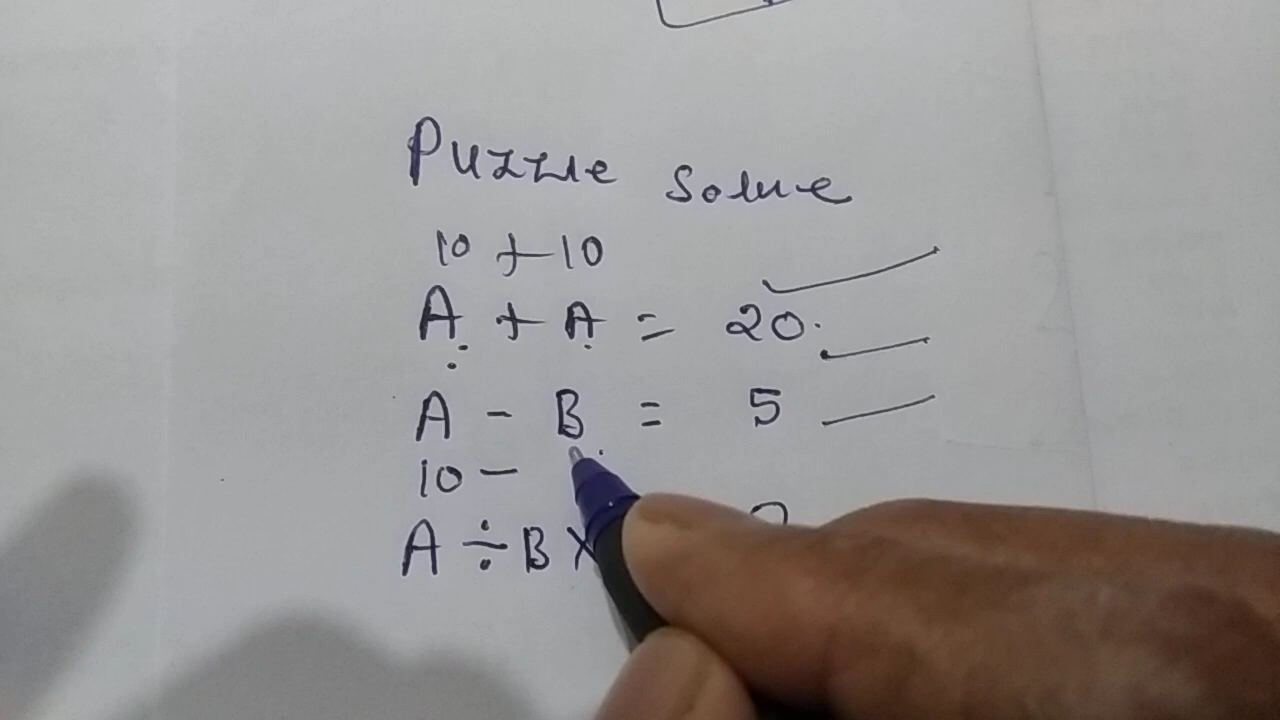 Puzzle Solve
10 + 10
A + A = 20.
A - B = 5
10 -
A ÷ B X